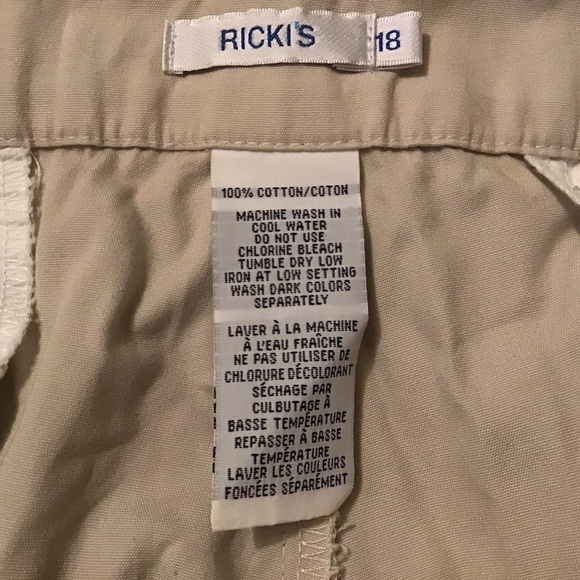 RICKI'S
18
100% COTTON/COTON
MACHINE WASH IN
COOL WATER
DO NOT USE
CHLORINE BLEACH
TUMBLE DRY LOW
IRON AT LOW SETTING
WASH DARK COLORS
SEPARATELY
LAVER À LA MACHINE
À L'EAU FRAÎCHE
NE PAS UTILISER DE
CHLORURE DÉCOLORANT
SÉCHAGE PAR
CULBUTAGE À
BASSE TEMPÉRATURE
REPASSER À BASSE
TEMPÉRATURE
LAVER LES COULEURS
FONCÉES SÉPARÉMENT